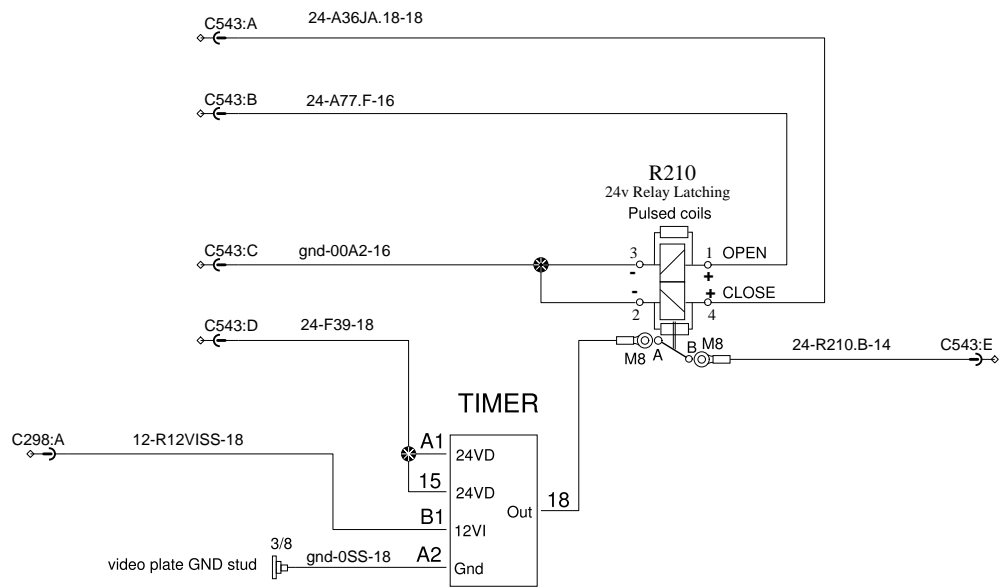 C543:A 24-A36JA.18-18
C543:B 24-A77.F-16
R210
24v Relay Latching
Pulsed coils
C543:C gnd-00A2-16
3 1 OPEN
- +
- + CLOSE
2 4
C543:D 24-F39-18
M8 A B M8
24-R210.B-14 C543:E
TIMER
C298:A 12-R12VISS-18
A1 24VD
15 24VD
Out 18
B1 12VI
3/8
video plate GND stud gnd-0SS-18 A2 Gnd